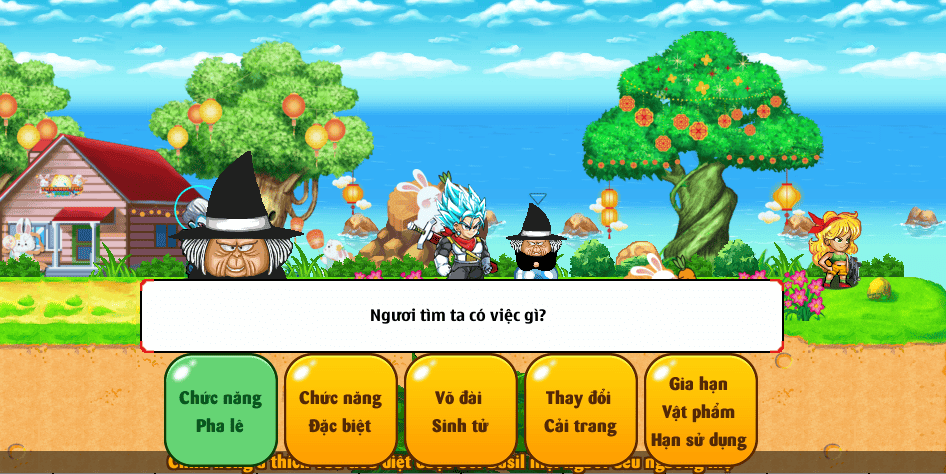 Ngươi tìm ta có việc gì?
Chức năng
Pha lê
Chức năng
Đặc biệt
Võ đài
Sinh tử
Thay đổi
Cải trang
Gia hạn
Vật phẩm
Hạn sử dụng